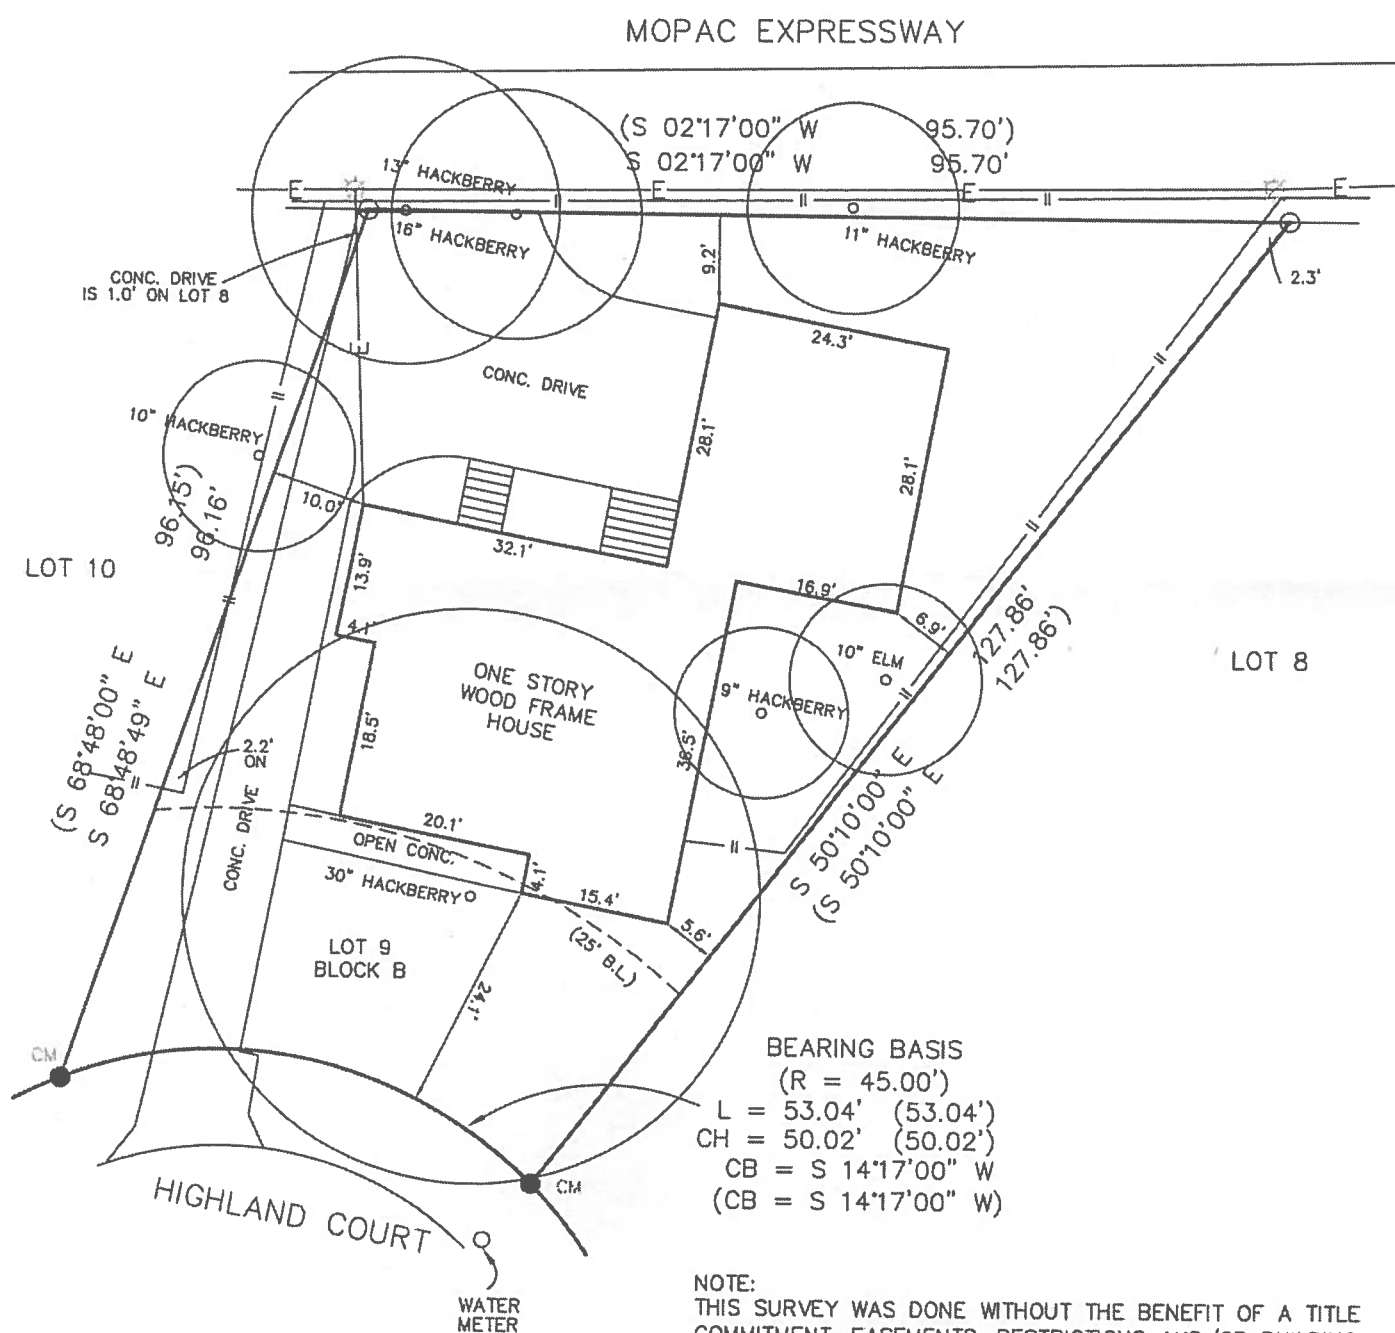 MOPAC EXPRESSWAY
(S 02°17'00" W 95.70')
S 02°17'00" W 95.70'
13" HACKBERRY
E
E
E
E
16" HACKBERRY
11" HACKBERRY
CONC. DRIVE
IS 1.0' ON LOT 8
9.2'
2.3'
24.3'
E
CONC. DRIVE
10" HACKBERRY
28.1'
28.1'
10.0'
96.15')
96.16'
32.1'
LOT 10
13.9'
16.9'
127.86'
127.86')
4.1'
6.9'
LOT 8
10" ELM
ONE STORY
WOOD FRAME
HOUSE
9" HACKBERRY
(S 68°48'00" E
S 68°48'49" E
18.5'
38.5'
2.2'
ON
CONC. DRIVE
20.1'
OPEN CONC.
S 50°10'00" E
(S 50°10'00" E
30" HACKBERRY
4.1'
15.4'
5.6'
LOT 9
BLOCK B
(25' B.L.)
24.1'
CM
CM
BEARING BASIS
(R = 45.00')
L = 53.04' (53.04')
CH = 50.02' (50.02')
CB = S 14°17'00" W
(CB = S 14°17'00" W)
HIGHLAND COURT
WATER
METER
NOTE:
THIS SURVEY WAS DONE WITHOUT THE BENEFIT OF A TITLE
COMMITMENT. EASEMENTS, RESTRICTIONS AND/OR BUILDING